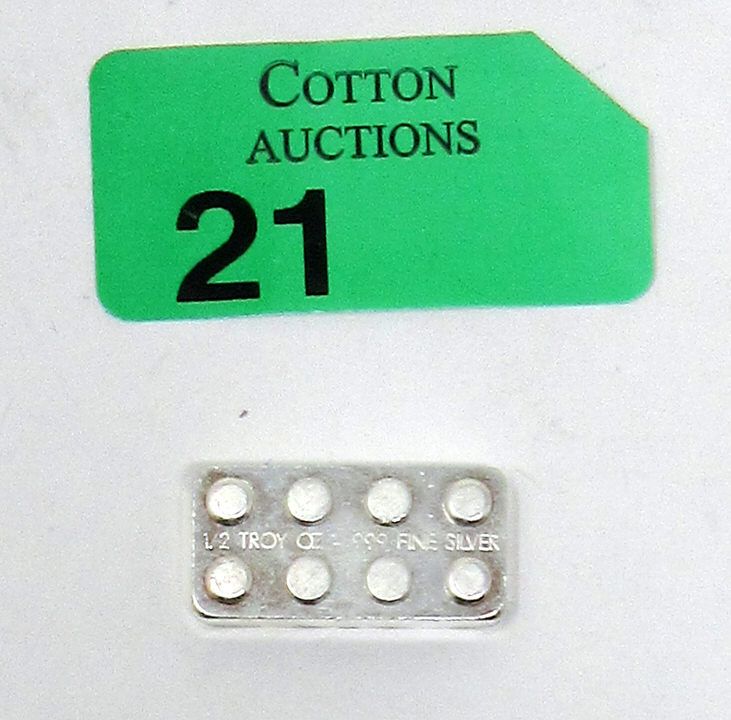 COTTON
AUCTIONS
21
1/2 TROY OZ - 999 FINE SILVER